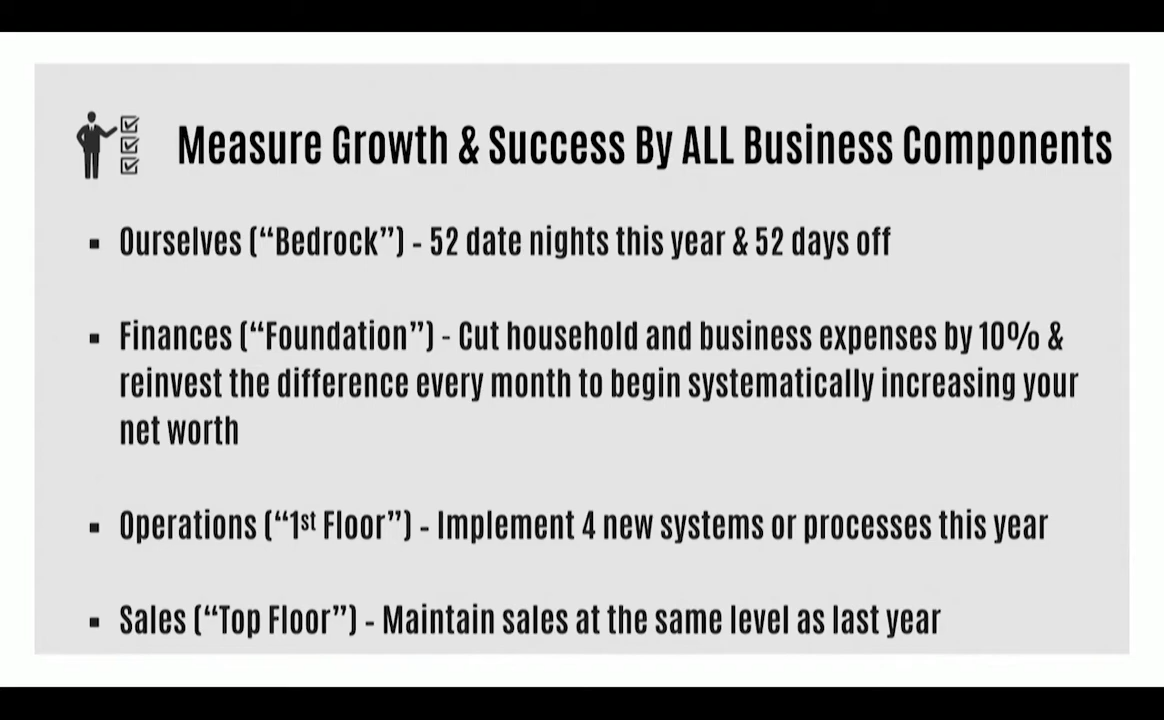 Measure Growth & Success By ALL Business Components
▪ Ourselves (“Bedrock”) - 52 date nights this year & 52 days off
▪ Finances (“Foundation”) - Cut household and business expenses by 10% &
reinvest the difference every month to begin systematically increasing your
net worth
▪ Operations (“1st Floor”) - Implement 4 new systems or processes this year
▪ Sales (“Top Floor”) - Maintain sales at the same level as last year